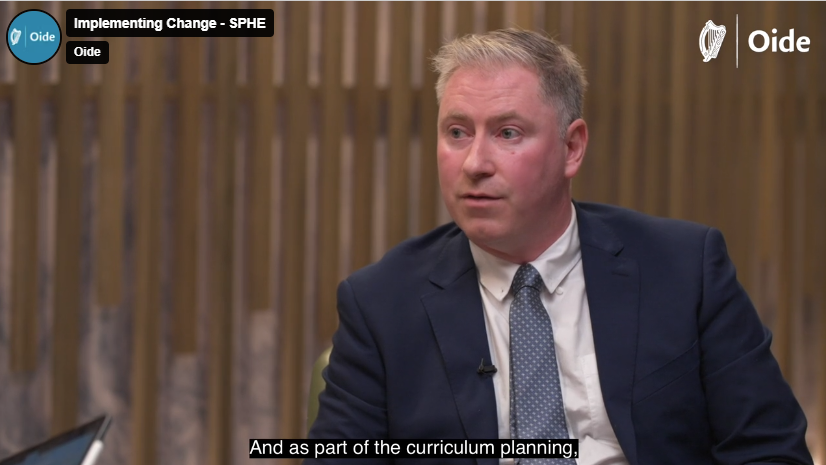 Oide
Implementing Change - SPHE
Oide
Oide
And as part of the curriculum planning,